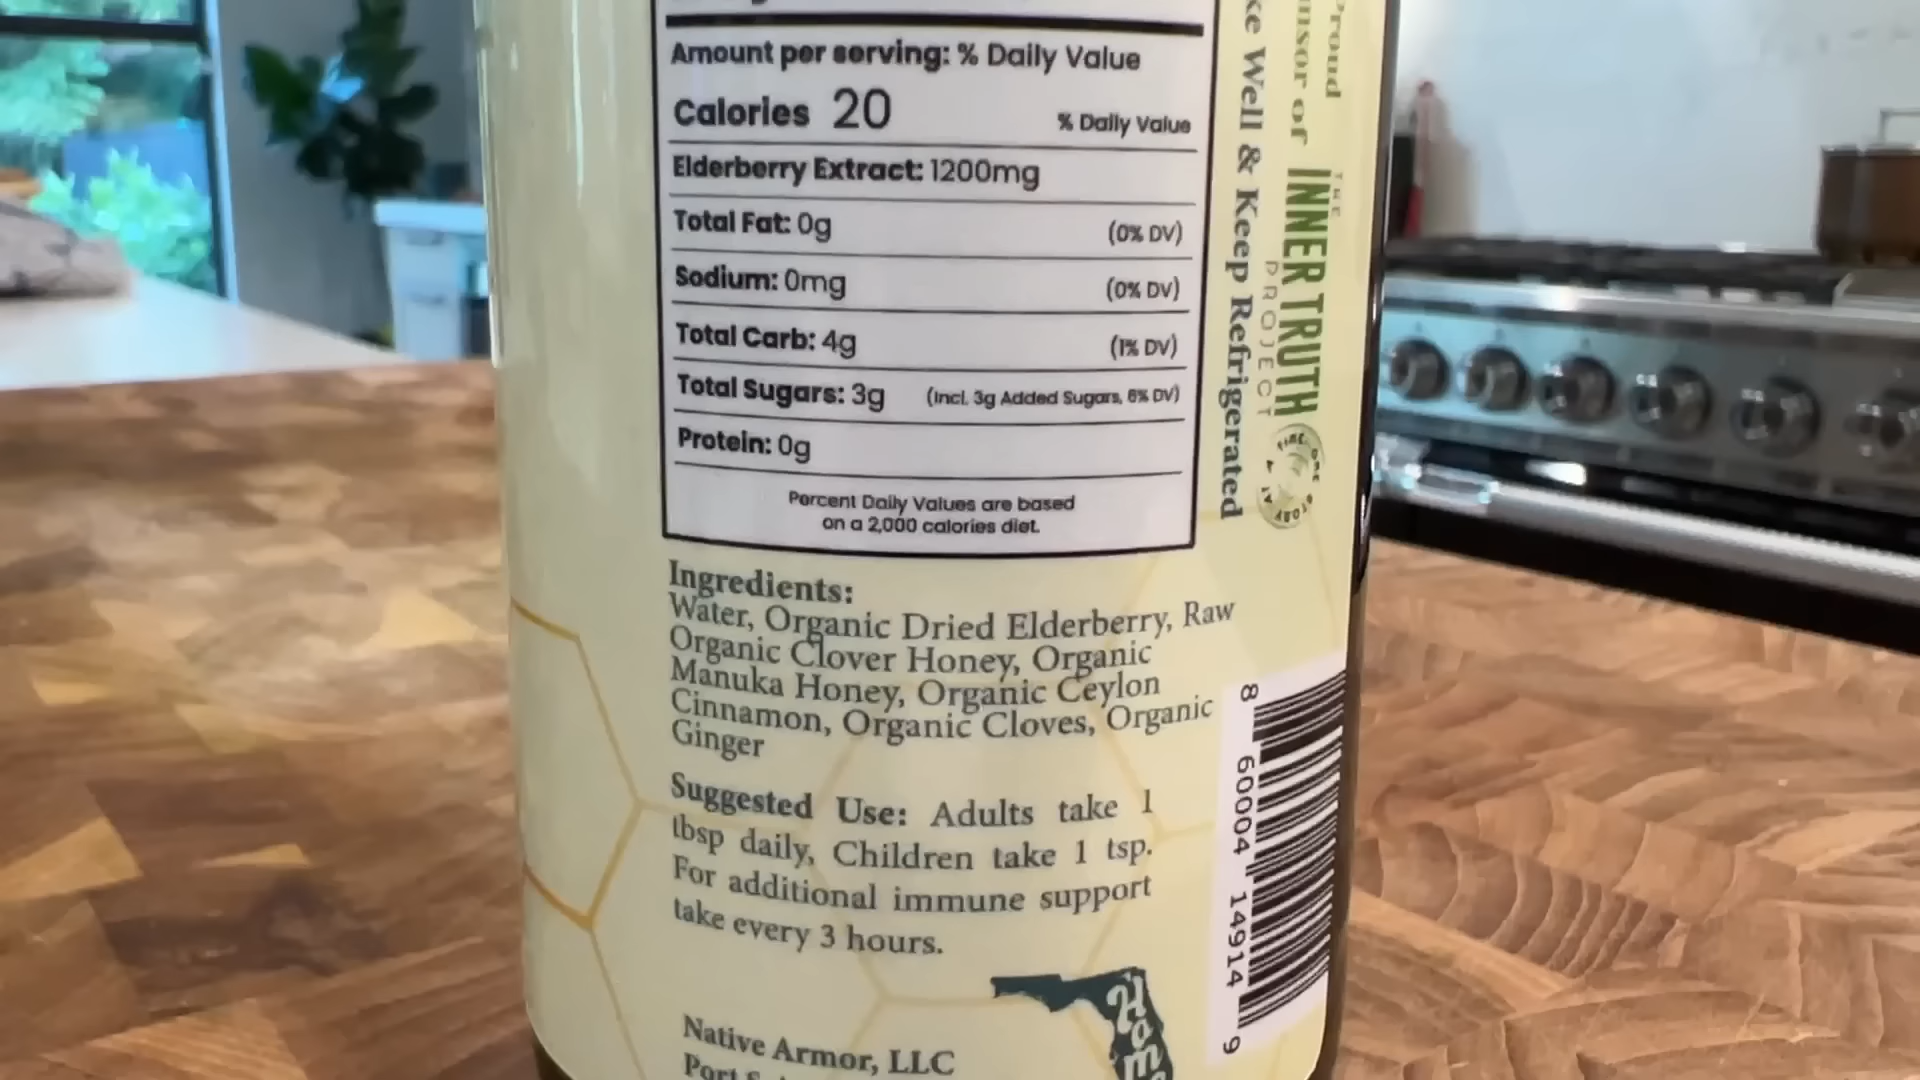 Amount per serving: % Daily Value
Calories 20 % Daily Value
Elderberry Extract: 1200mg
Total Fat: 0g (0% DV)
Sodium: 0mg (0% DV)
Total Carb: 4g (1% DV)
Total Sugars: 3g (Incl. 3g Added Sugars, 6% DV)
Protein: 0g
Percent Daily Values are based
on a 2,000 calories diet.
Ingredients:
Water, Organic Dried Elderberry, Raw
Organic Clover Honey, Organic
Manuka Honey, Organic Ceylon
Cinnamon, Organic Cloves, Organic
Ginger
Suggested Use: Adults take 1
tbsp daily, Children take 1 tsp.
For additional immune support
take every 3 hours.
Native Armor, LLC
Port
Well & Keep Refrigerated
Proud
of
THE
INNER TRUTH
PROJECT
8 60004 14914 9